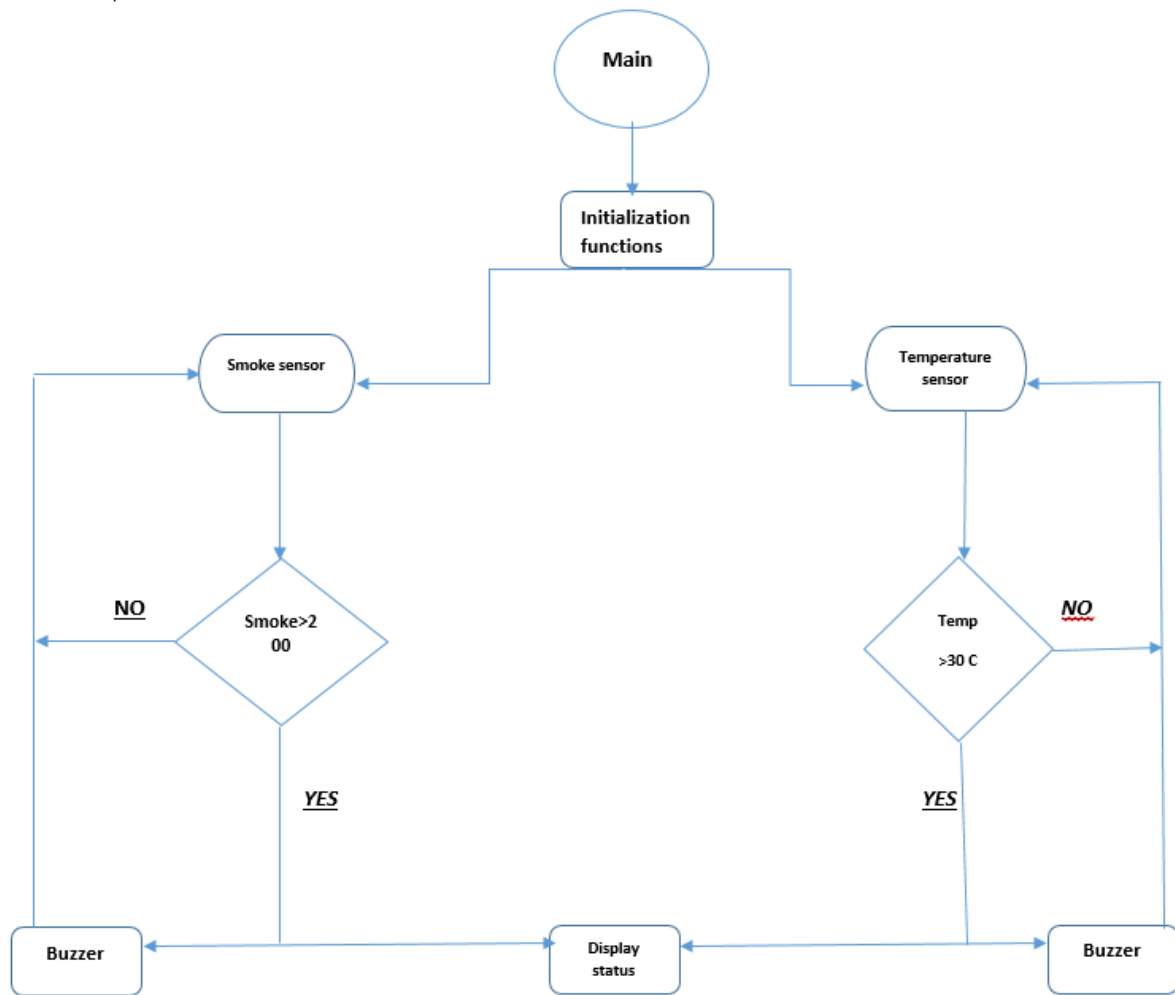 Main
Initialization
functions
Smoke sensor
Temperature
sensor
NO
Smoke>2
00
Temp
>30 C
NO
YES
YES
Buzzer
Display
status
Buzzer